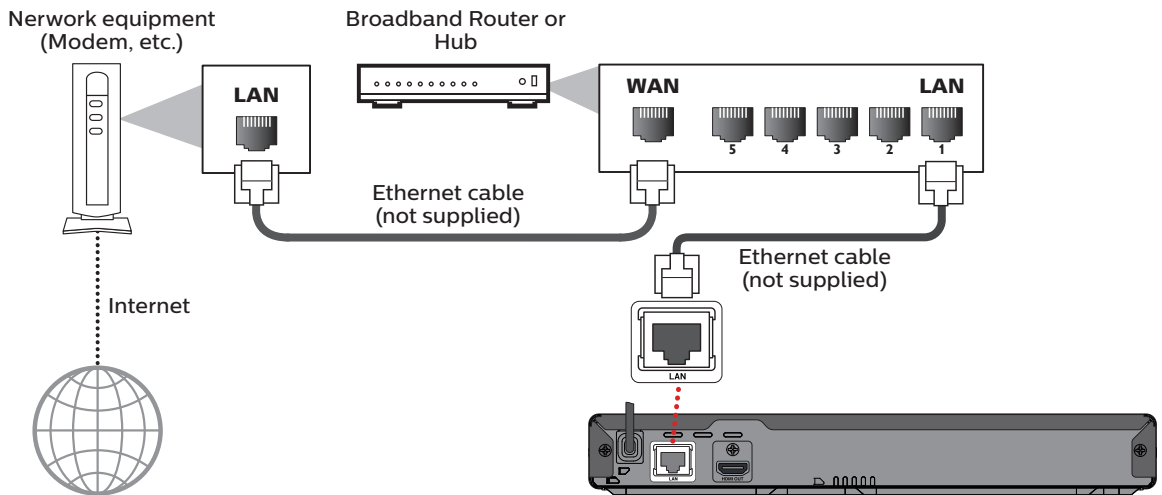 Nerwork equipment
(Modem, etc.)
Broadband Router or
Hub
LAN
WAN
LAN
5
4
3
2
1
Ethernet cable
(not supplied)
Ethernet cable
(not supplied)
Internet
LAN
LAN
HDMI OUT